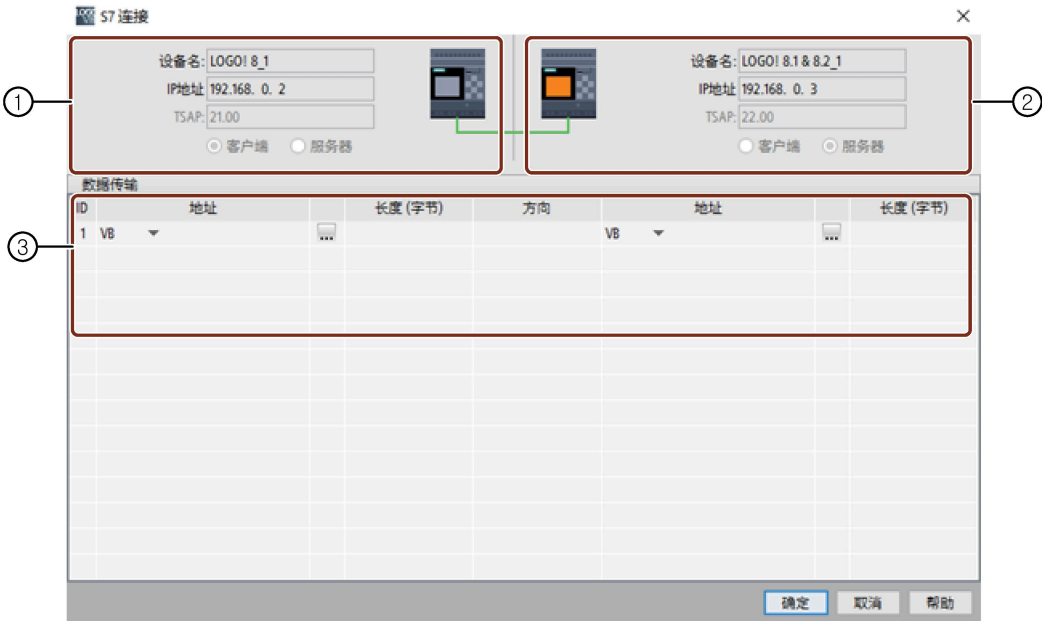 S7 连接
①
设备名: LOGO! 8_1
IP地址 192.168. 0. 2
TSAP: 21.00
客户端 服务器
②
设备名: LOGO! 8.1 & 8.2_1
IP地址 192.168. 0. 3
TSAP: 22.00
客户端 服务器
数据传输
③
ID 地址 长度 (字节) 方向 地址 长度 (字节)
1 VB ... VB ...
确定 取消 帮助